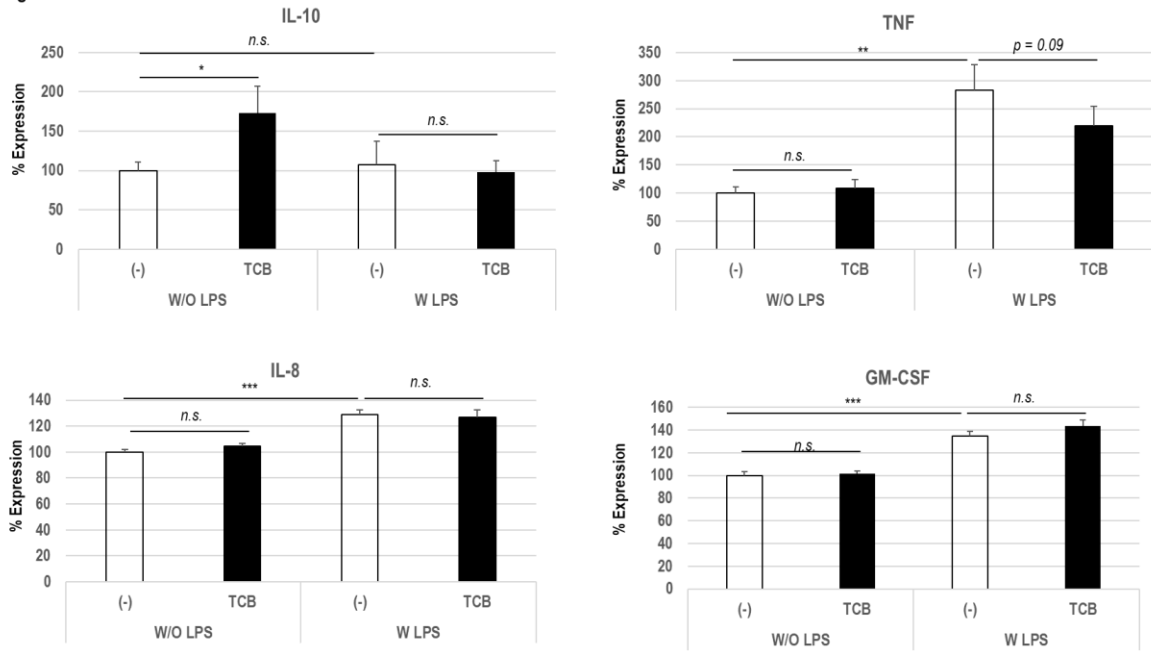 IL-10
n.s.
*
n.s.
% Expression
250
200
150
100
50
0
(-) TCB (-) TCB
W/O LPS W LPS
TNF
** p = 0.09
n.s.
% Expression
350
300
250
200
150
100
50
0
(-) TCB (-) TCB
W/O LPS W LPS
IL-8
*** n.s.
n.s.
% Expression
140
120
100
80
60
40
20
0
(-) TCB (-) TCB
W/O LPS W LPS
GM-CSF
*** n.s.
n.s.
% Expression
160
140
120
100
80
60
40
20
0
(-) TCB (-) TCB
W/O LPS W LPS